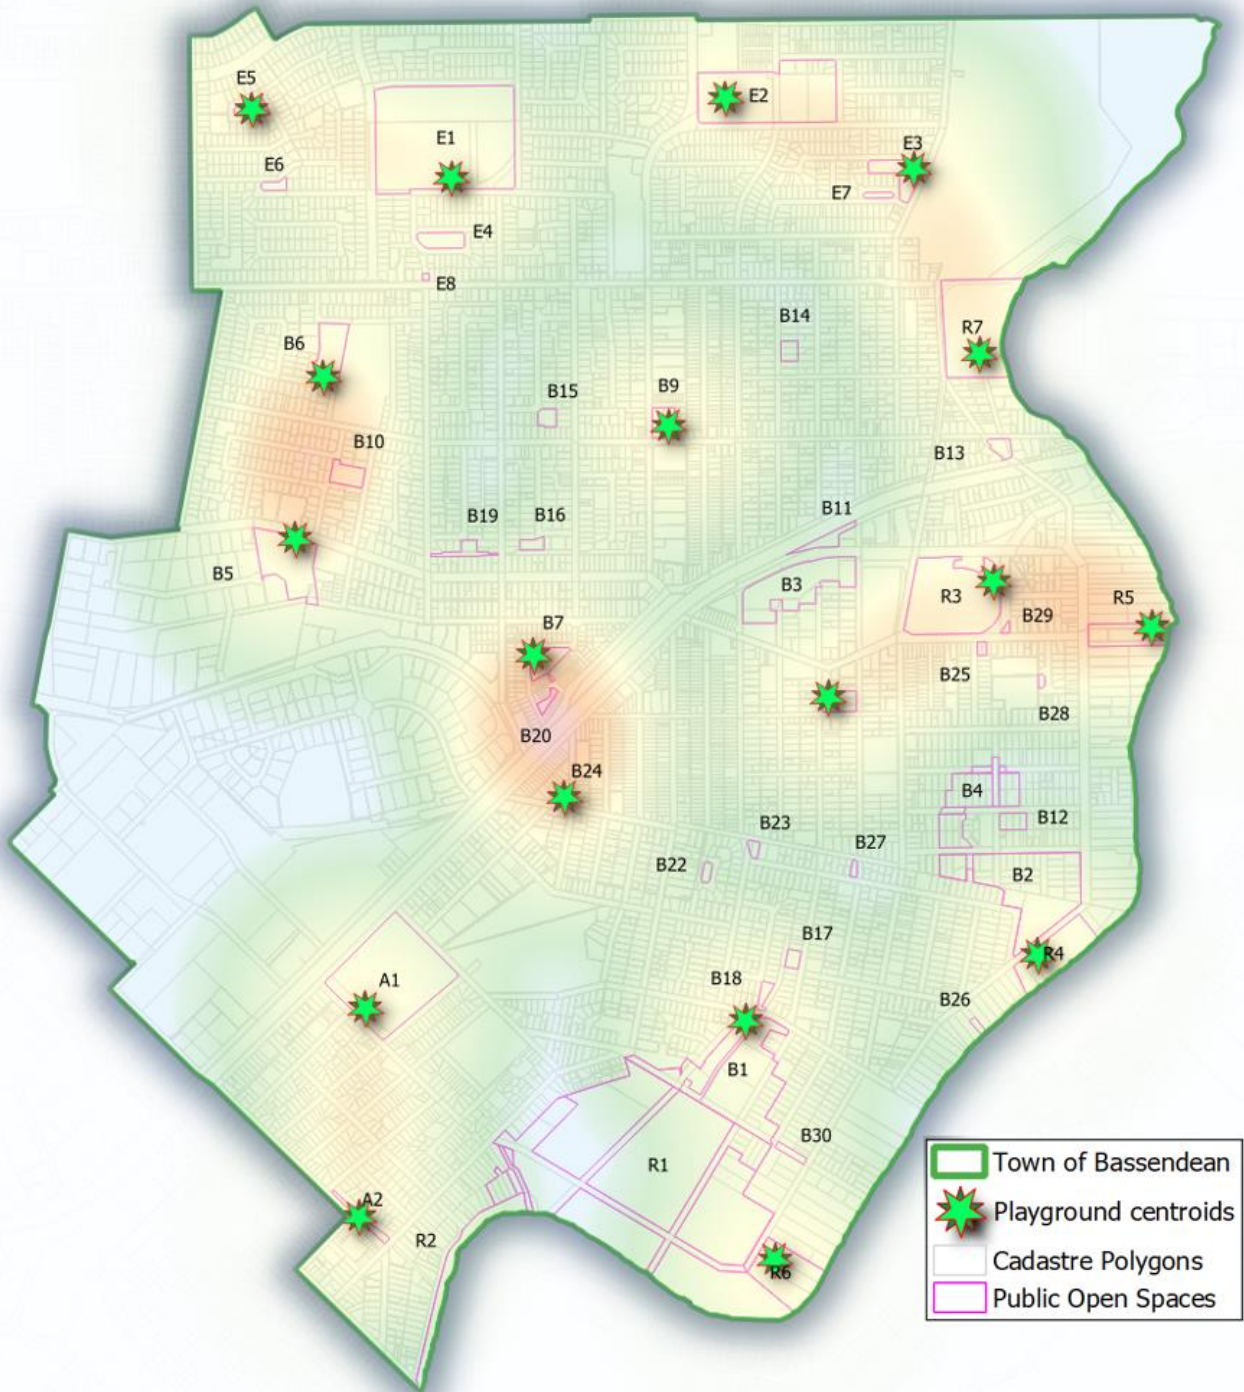 E5
E2
E1
E3
E6
E7
E4
E8
B14
R7
B6
B9
B15
B10
B13
B11
B19
B16
B5
B3
R3
R5
B29
B7
B25
B28
B20
B24
B4
B12
B23
B27
B22
B2
B17
R4
B18
A1
B26
B1
B30
R1
A2
R2
R6
Town of Bassendean
Playground centroids
Cadastre Polygons
Public Open Spaces